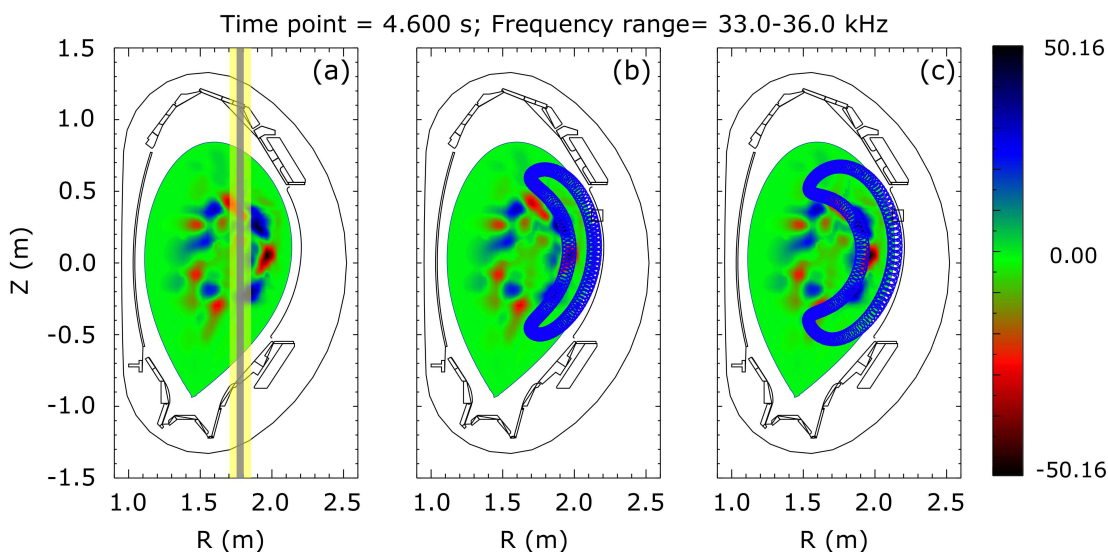 Time point = 4.600 s; Frequency range= 33.0-36.0 kHz
(a) (b) (c)
1.5
1.0
0.5
0.0
-0.5
-1.0
-1.5
Z (m)
1.0 1.5 2.0 2.5
1.0 1.5 2.0 2.5
1.0 1.5 2.0 2.5
R (m) R (m) R (m)
50.16
0.00
-50.16